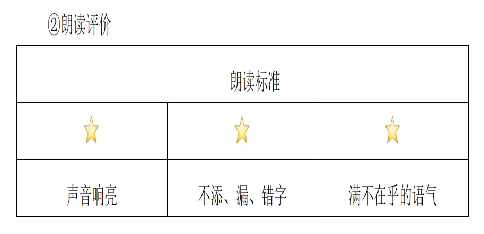 ②朗读评价
朗读标准
声音响亮
不添、漏、错字
满不在乎的语气